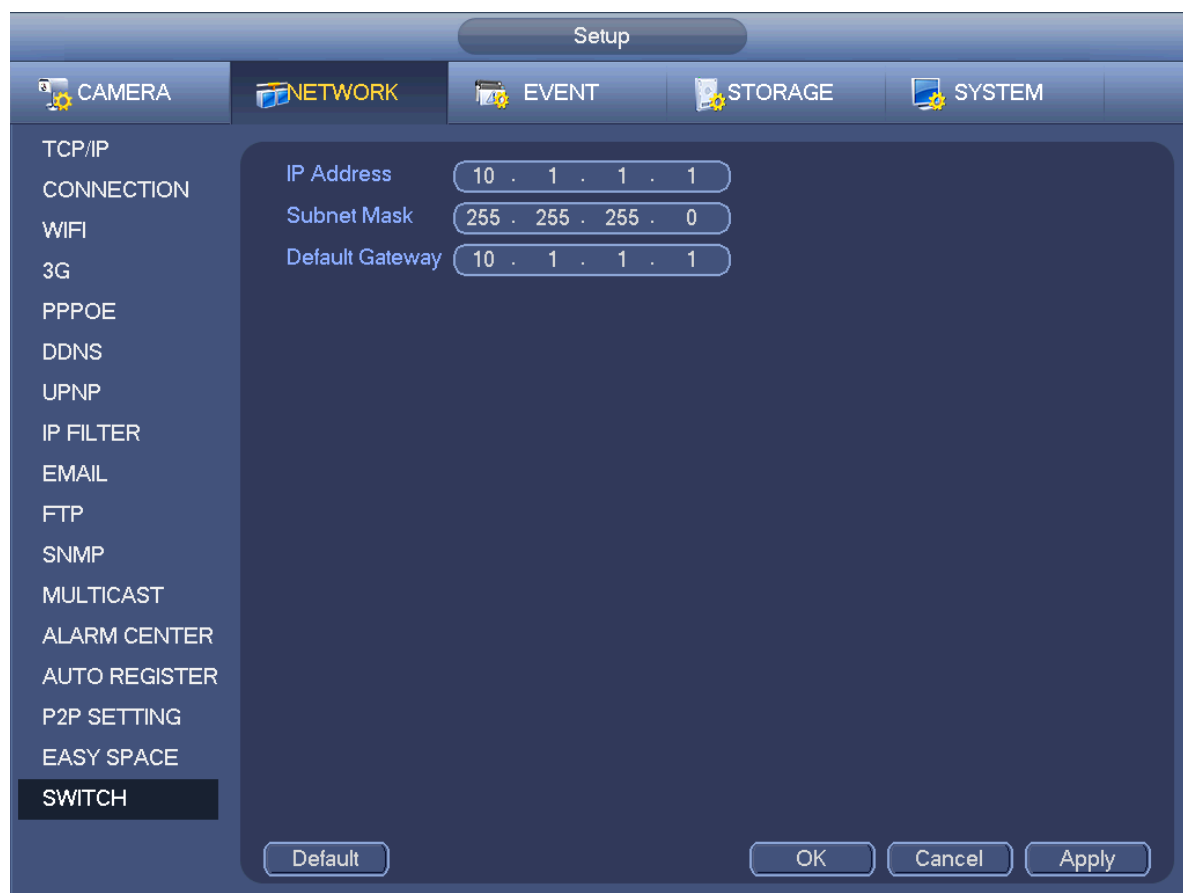 Setup
CAMERA NETWORK EVENT STORAGE SYSTEM
TCP/IP
CONNECTION
WIFI
3G
PPPOE
DDNS
UPNP
IP FILTER
EMAIL
FTP
SNMP
MULTICAST
ALARM CENTER
AUTO REGISTER
P2P SETTING
EASY SPACE
SWITCH
IP Address 10 . 1 . 1 . 1
Subnet Mask 255 . 255 . 255 . 0
Default Gateway 10 . 1 . 1 . 1
Default OK Cancel Apply